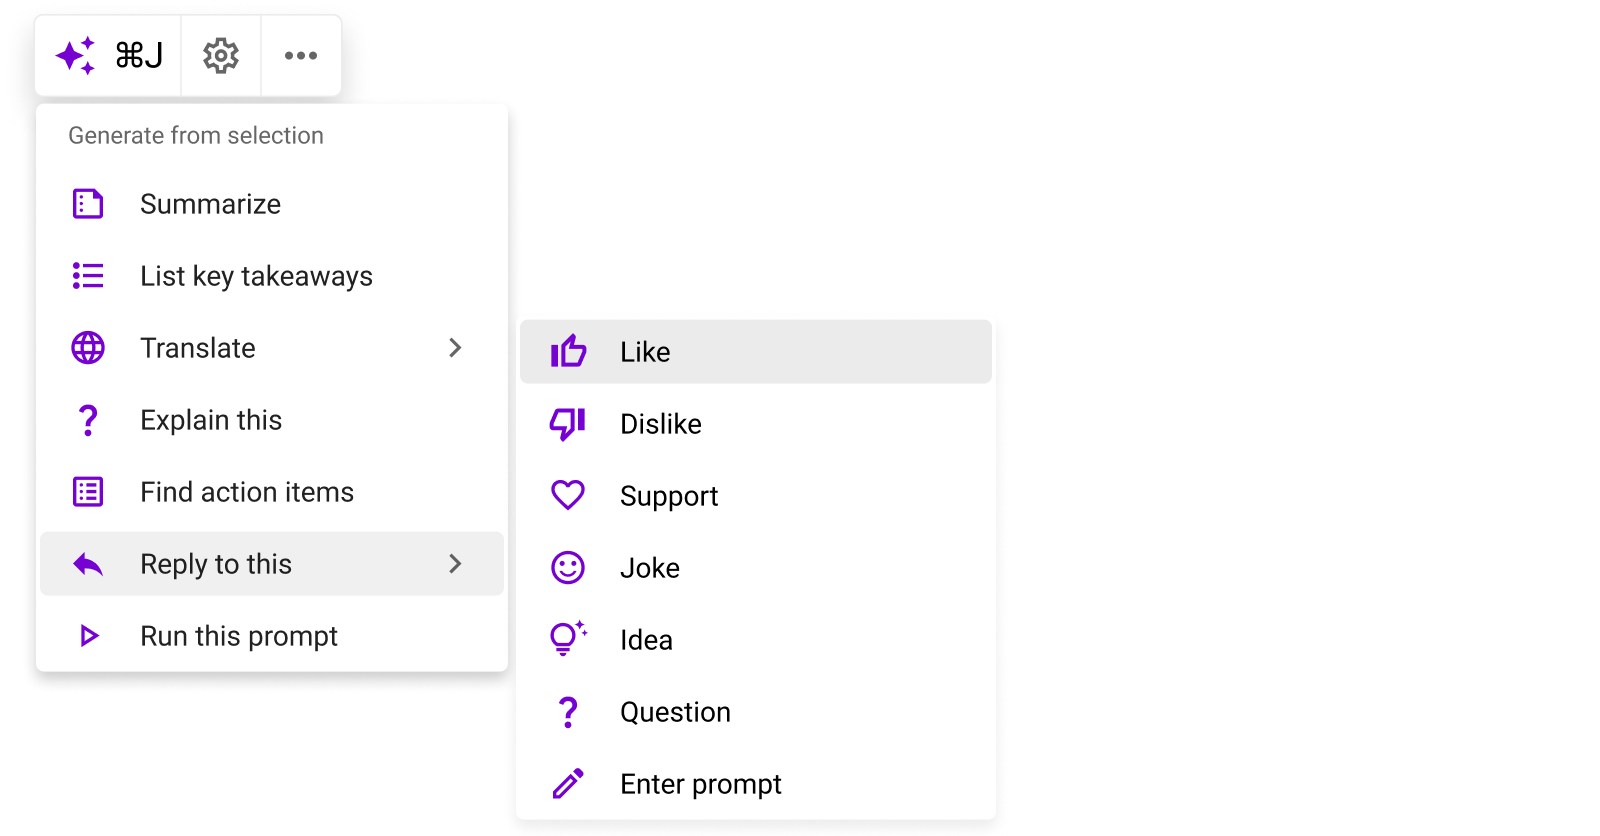 ⌘J
Generate from selection
Summarize
List key takeaways
Translate
Explain this
Find action items
Reply to this
Run this prompt
Like
Dislike
Support
Joke
Idea
Question
Enter prompt